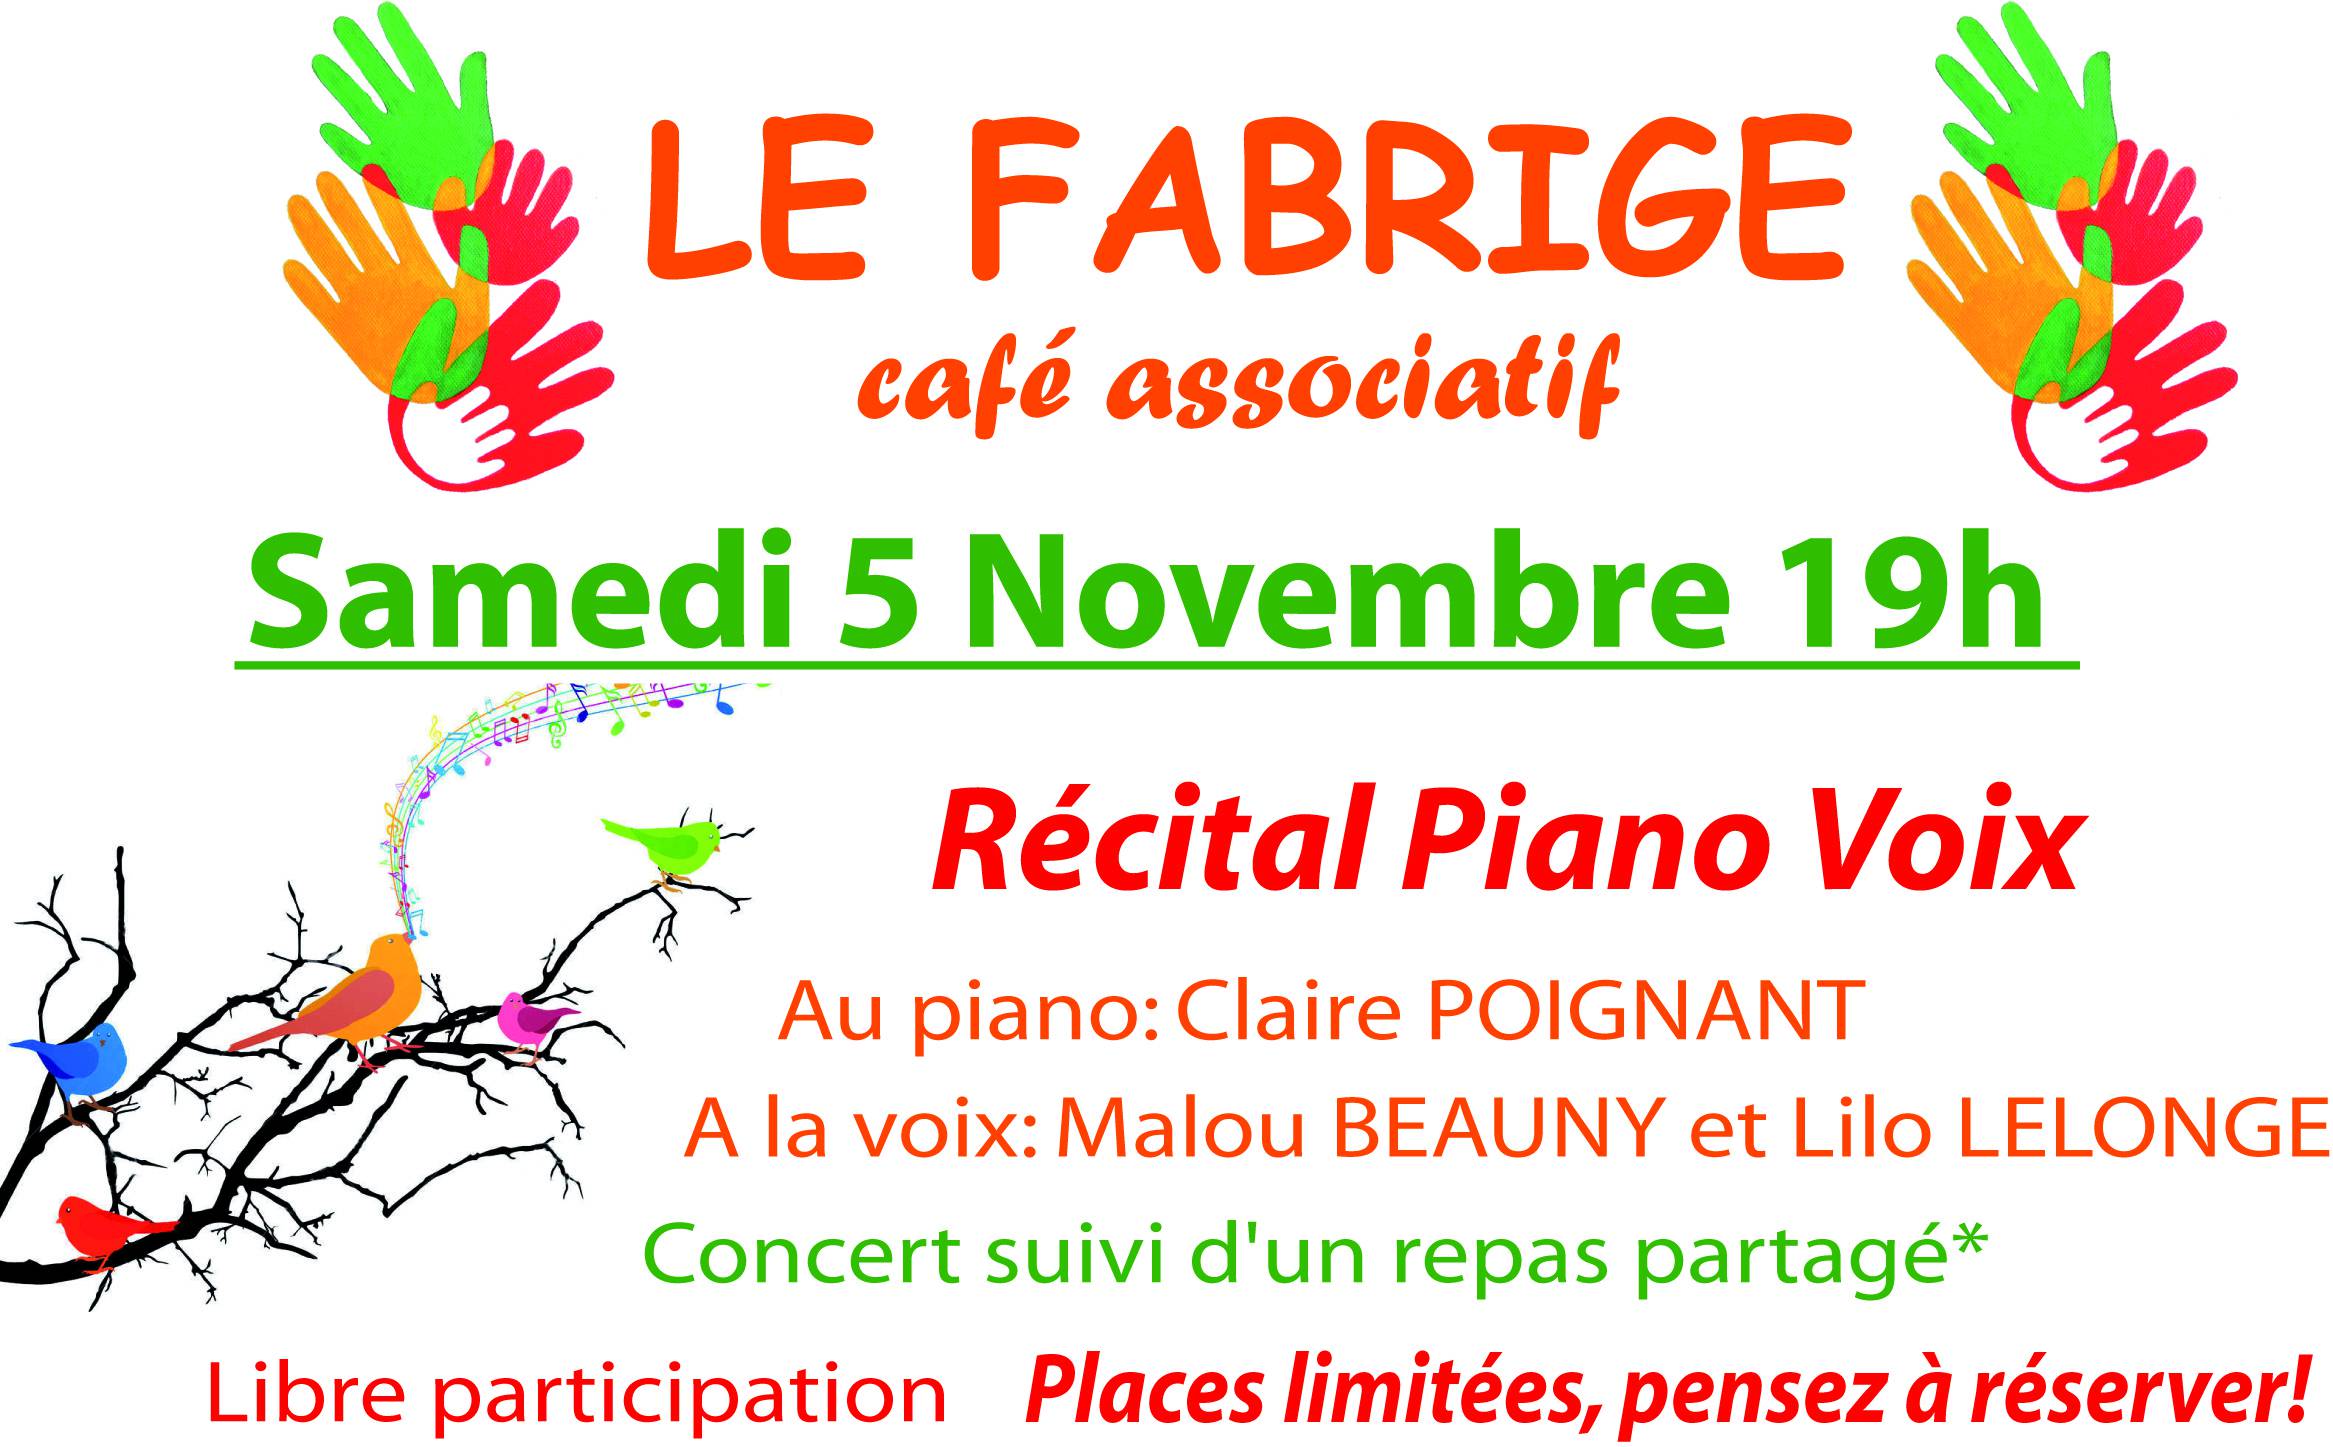 LE FABRIGE
café associatif
Samedi 5 Novembre 19h
Récital Piano Voix
Au piano: Claire POIGNANT
A la voix: Malou BEAUNY et Lilo LELONGE
Concert suivi d'un repas partagé*
Libre participation Places limitées, pensez à réserver!